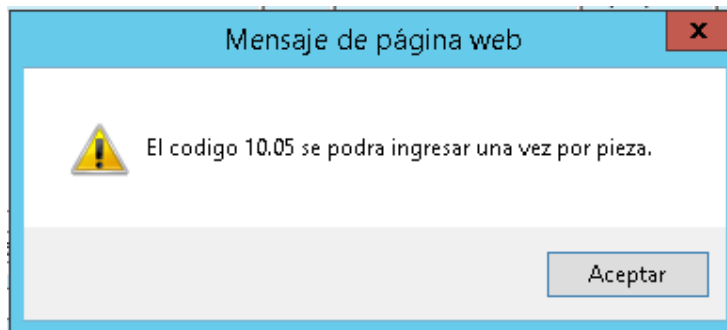 Mensaje de página web
x
El codigo 10.05 se podra ingresar una vez por pieza.
Aceptar